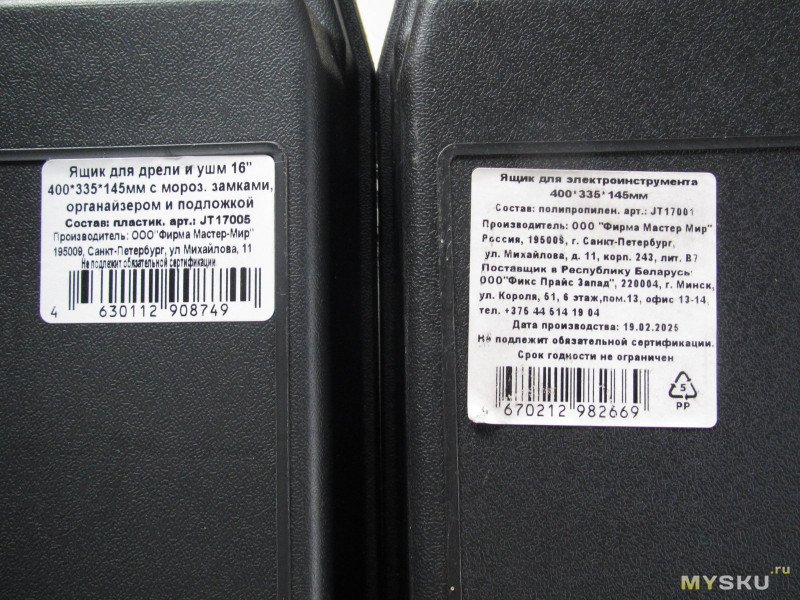 Ящик для дрели и ушм 16"
400*335*145мм с мороз. замками,
органайзером и подложкой
Состав: пластик. арт.: JT17005
Производитель: ООО"Фирма Мастер-Мир"
195009, Санкт-Петербург, ул Михайлова, 11
Не подлежит обязательной сертификации.
4 630112 908749
Ящик для электроинструмента
400*335*145мм
Состав: полипропилен. арт.: JT17001
Производитель: ООО "Фирма Мастер Мир"
Россия, 195009, г. Санкт-Петербург,
ул. Михайлова, д. 11, корп. 243, лит. В7
Поставщик в Республику Беларусь:
ООО"Фикс Прайс Запад", 220004, г. Минск,
ул. Короля, 51, 6 этаж,пом.13, офис 13-14,
тел. +375 44 514 19 04
Дата производства: 19.02.2025
Не подлежит обязательной сертификации.
Срок годности не ограничен
4 670212 982669
5
PP
MYSKU.ru